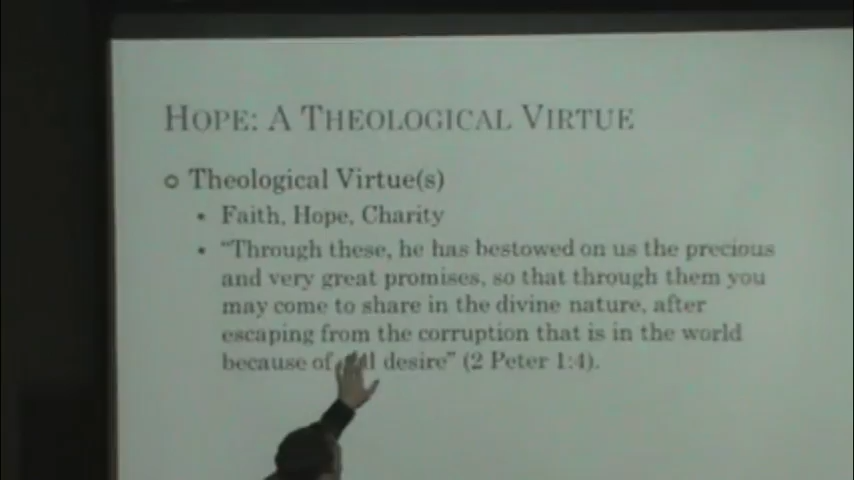 HOPE: A THEOLOGICAL VIRTUE
Theological Virtue(s)
Faith, Hope, Charity
"Through these, he has bestowed on us the precious
and very great promises, so that through them you
may come to share in the divine nature, after
escaping from the corruption that is in the world
because of desire" (2 Peter 1:4).